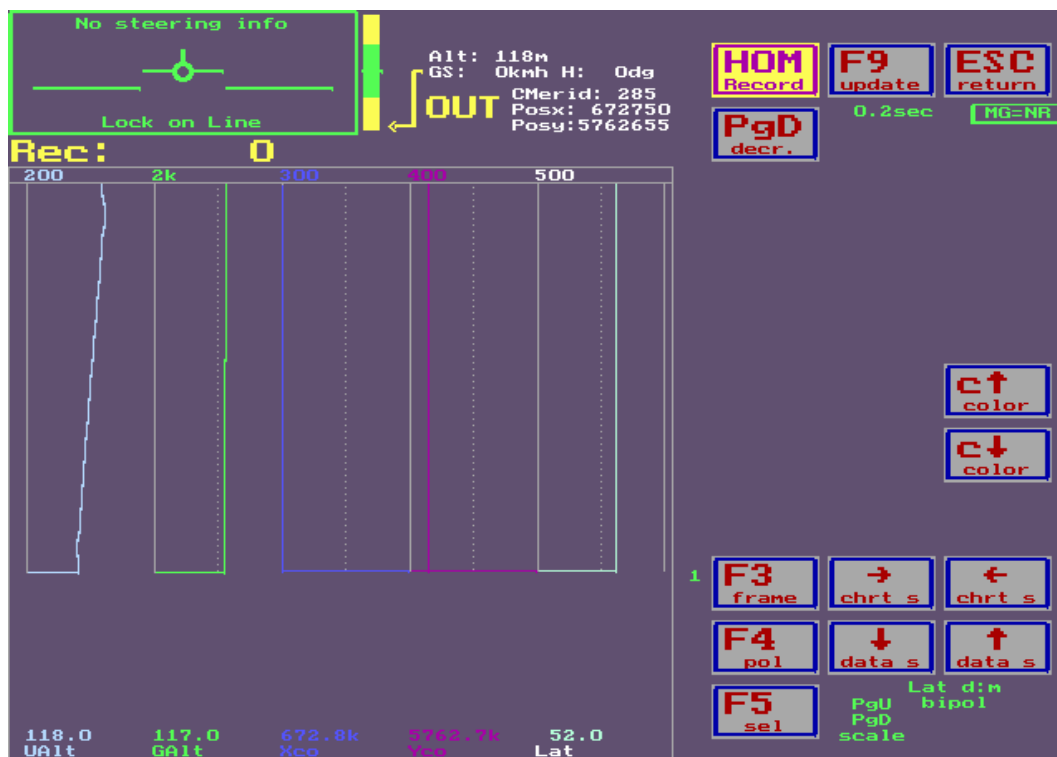 No steering info
Lock on Line
Alt: 118m
GS: 0kmh H: 0dg
OUT
CMerid: 285
Posx: 672750
Posy:5762655
HOM
Record
F9
update
ESC
return
0.2sec
MG=NR
PgD
decr.
Rec: 0
200 2k 300 400 500
c↑
color
c↓
color
1
F3
frame
→
chrt s
←
chrt s
F4
pol
↓
data s
↑
data s
F5
sel
Lat d:m
PgU bipol
PgD
scale
118.0 117.0 672.8k 5762.7k 52.0
UAlt GAlt Xco Yco Lat